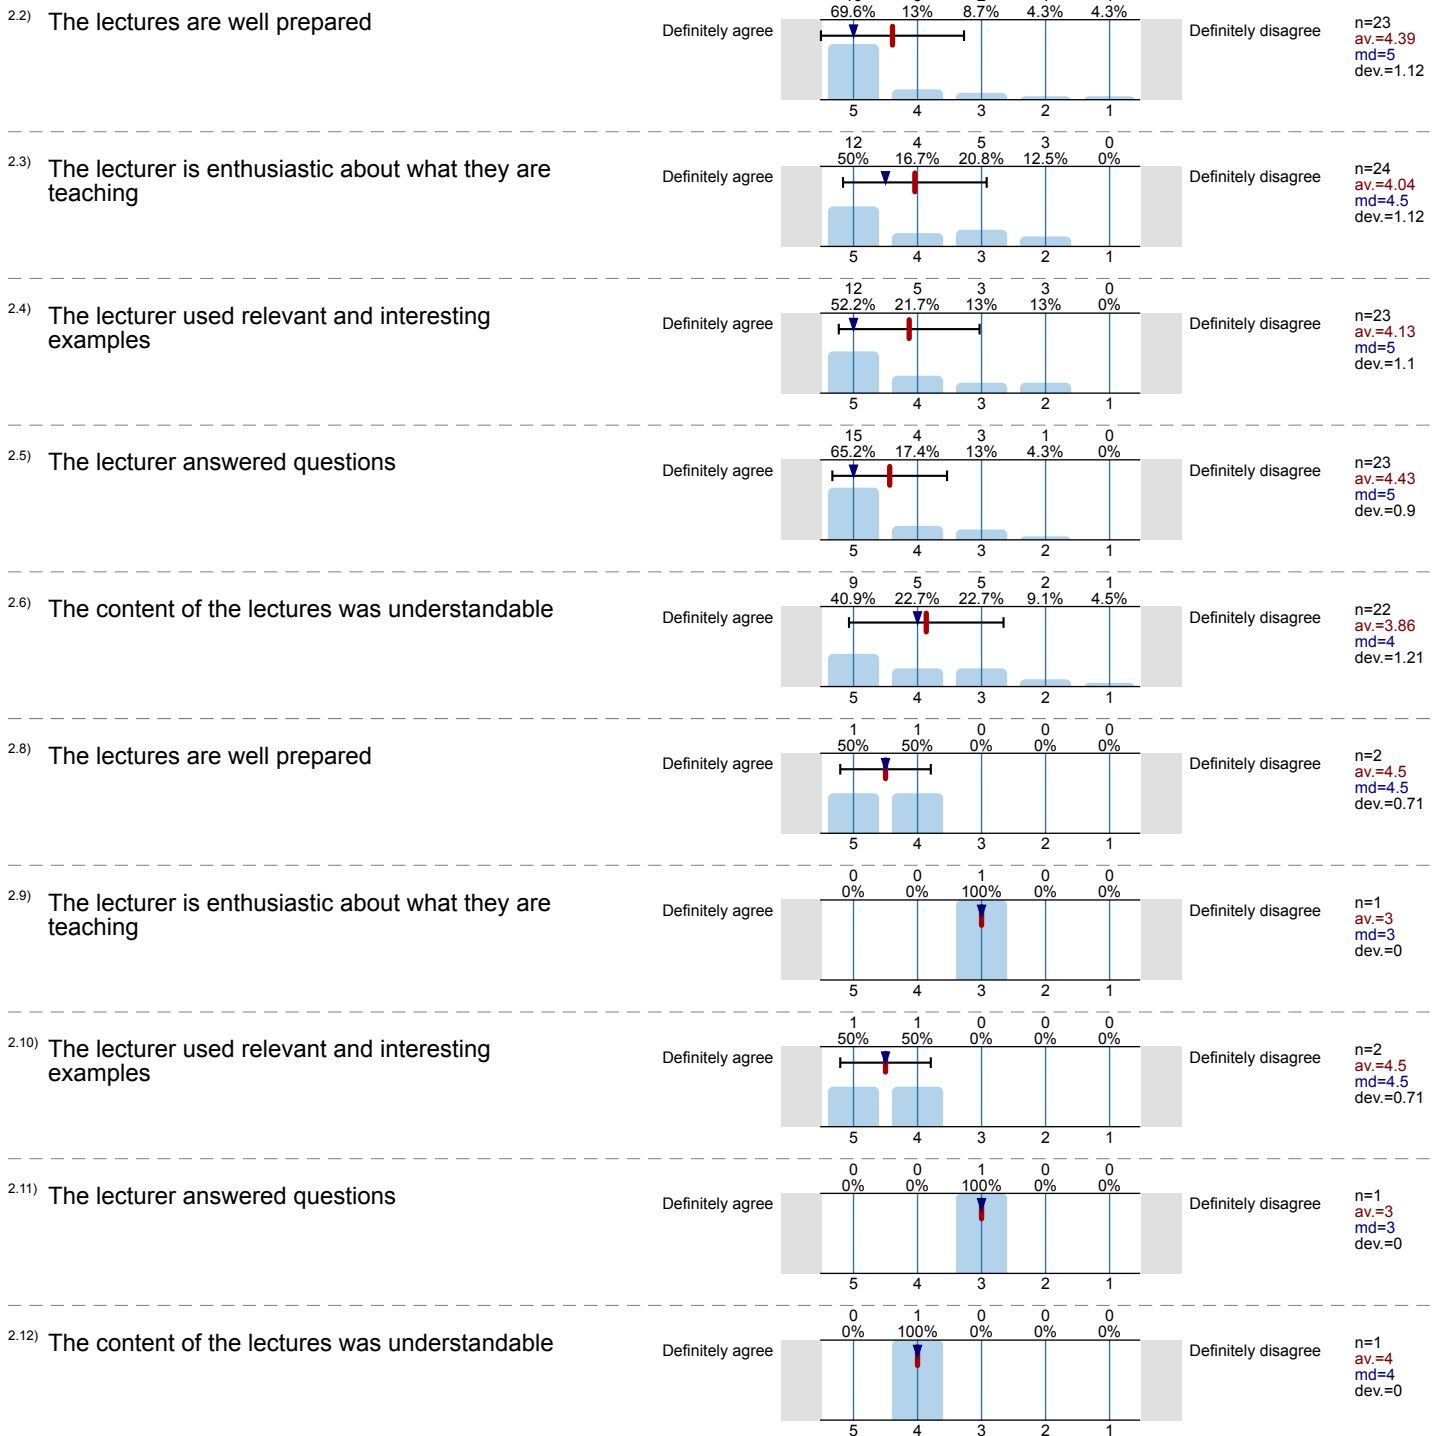 69.6% 13% 8.7% 4.3% 4.3%
2.2) The lectures are well prepared
Definitely agree
Definitely disagree
n=23
av.=4.39
md=5
dev.=1.12
5 4 3 2 1
12 4 5 3 0
50% 16.7% 20.8% 12.5% 0%
2.3) The lecturer is enthusiastic about what they are
teaching
Definitely agree
Definitely disagree
n=24
av.=4.04
md=4.5
dev.=1.12
5 4 3 2 1
12 5 3 3 0
52.2% 21.7% 13% 13% 0%
2.4) The lecturer used relevant and interesting
examples
Definitely agree
Definitely disagree
n=23
av.=4.13
md=5
dev.=1.1
5 4 3 2 1
15 4 3 1 0
65.2% 17.4% 13% 4.3% 0%
2.5) The lecturer answered questions
Definitely agree
Definitely disagree
n=23
av.=4.43
md=5
dev.=0.9
5 4 3 2 1
9 5 5 2 1
40.9% 22.7% 22.7% 9.1% 4.5%
2.6) The content of the lectures was understandable
Definitely agree
Definitely disagree
n=22
av.=3.86
md=4
dev.=1.21
5 4 3 2 1
1 1 0 0 0
50% 50% 0% 0% 0%
2.8) The lectures are well prepared
Definitely agree
Definitely disagree
n=2
av.=4.5
md=4.5
dev.=0.71
5 4 3 2 1
0 0 1 0 0
0% 0% 100% 0% 0%
2.9) The lecturer is enthusiastic about what they are
teaching
Definitely agree
Definitely disagree
n=1
av.=3
md=3
dev.=0
5 4 3 2 1
1 1 0 0 0
50% 50% 0% 0% 0%
2.10) The lecturer used relevant and interesting
examples
Definitely agree
Definitely disagree
n=2
av.=4.5
md=4.5
dev.=0.71
5 4 3 2 1
0 0 1 0 0
0% 0% 100% 0% 0%
2.11) The lecturer answered questions
Definitely agree
Definitely disagree
n=1
av.=3
md=3
dev.=0
5 4 3 2 1
0 1 0 0 0
0% 100% 0% 0% 0%
2.12) The content of the lectures was understandable
Definitely agree
Definitely disagree
n=1
av.=4
md=4
dev.=0
5 4 3 2 1